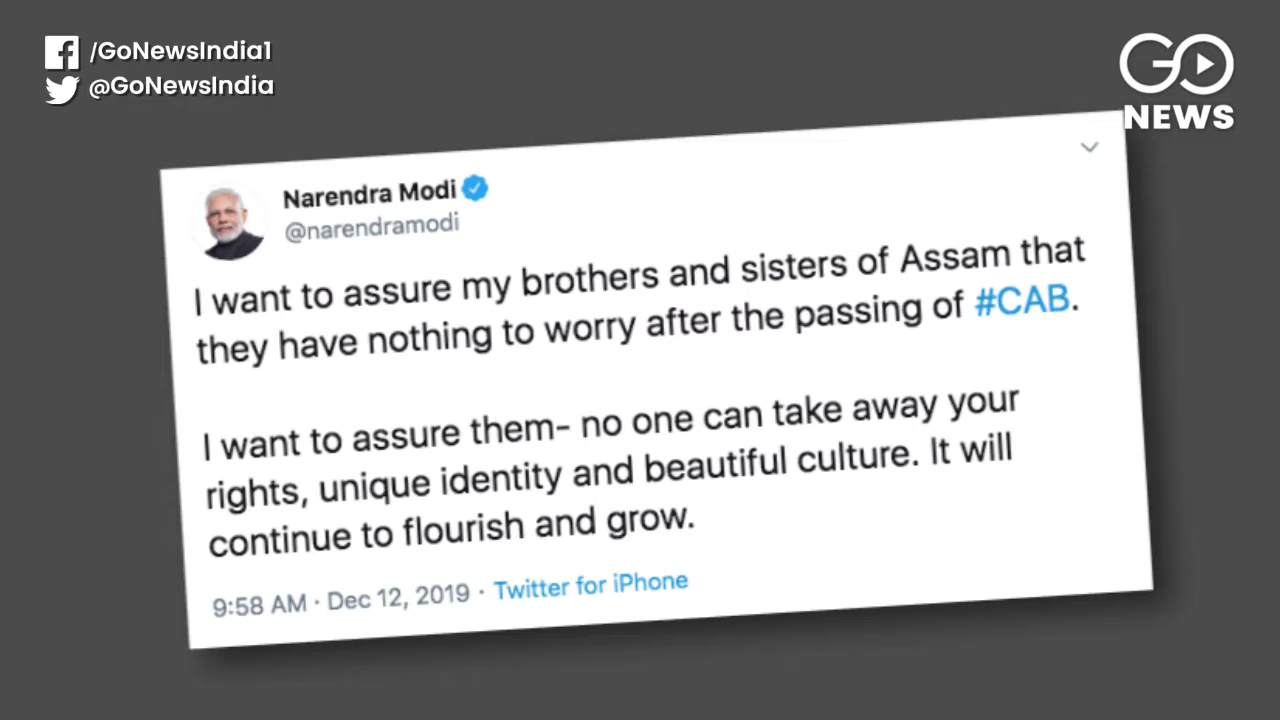 /GoNewsIndia1
@GoNewsIndia
GO
NEWS
Narendra Modi
@narendramodi
I want to assure my brothers and sisters of Assam that
they have nothing to worry after the passing of #CAB.
I want to assure them- no one can take away your
rights, unique identity and beautiful culture. It will
continue to flourish and grow.
9:58 AM · Dec 12, 2019 · Twitter for iPhone